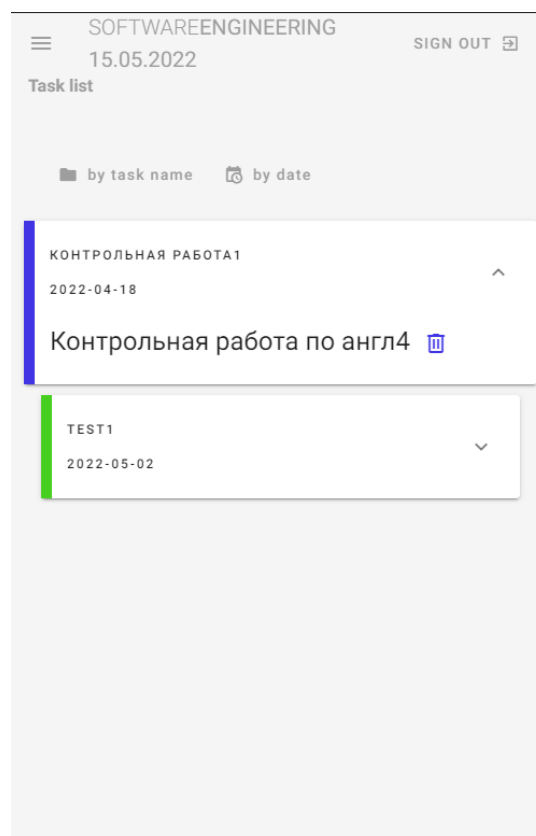 SOFTWAREENGINEERING
15.05.2022
SIGN OUT
Task list
by task name
by date
КОНТРОЛЬНАЯ РАБОТА1
2022-04-18
Контрольная работа по англ4
TEST1
2022-05-02